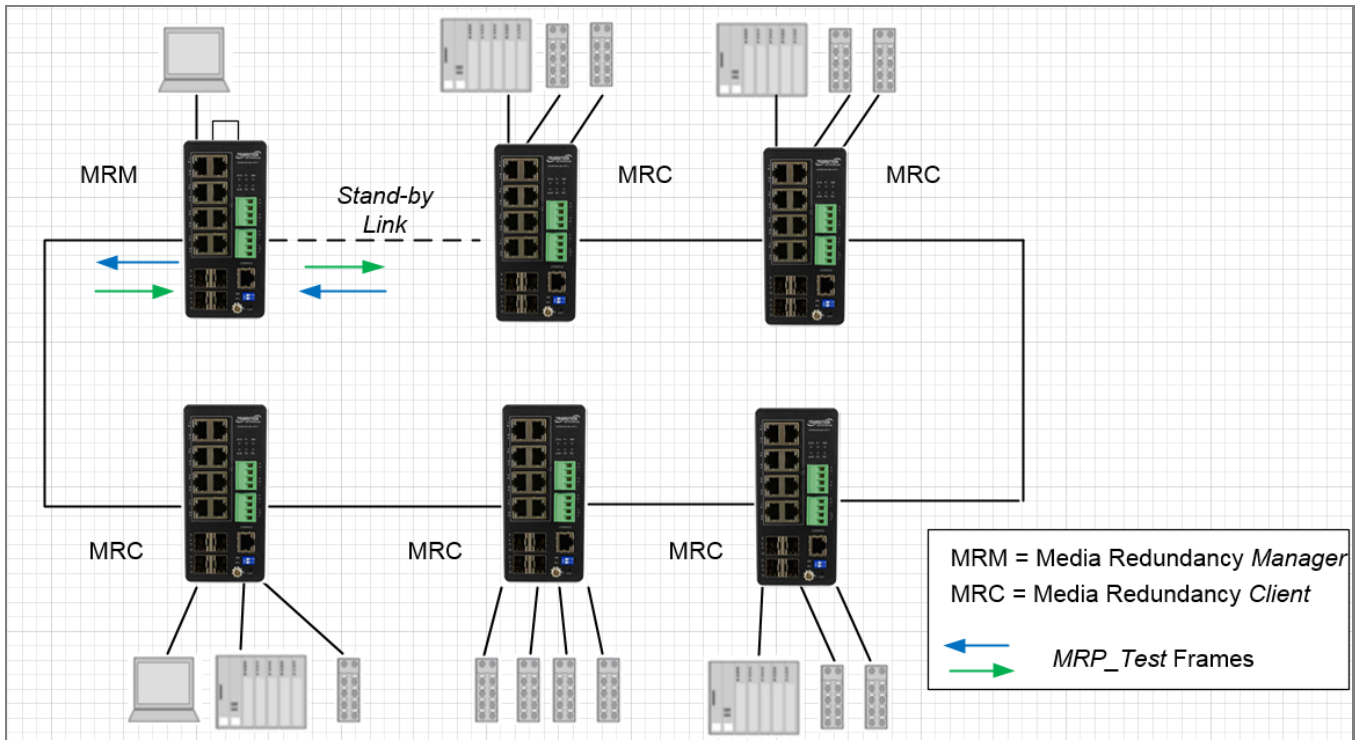 MRM
Stand-by
Link
MRC
MRC
MRC
MRC
MRC
MRM = Media Redundancy Manager
MRC = Media Redundancy Client
MRP_Test Frames